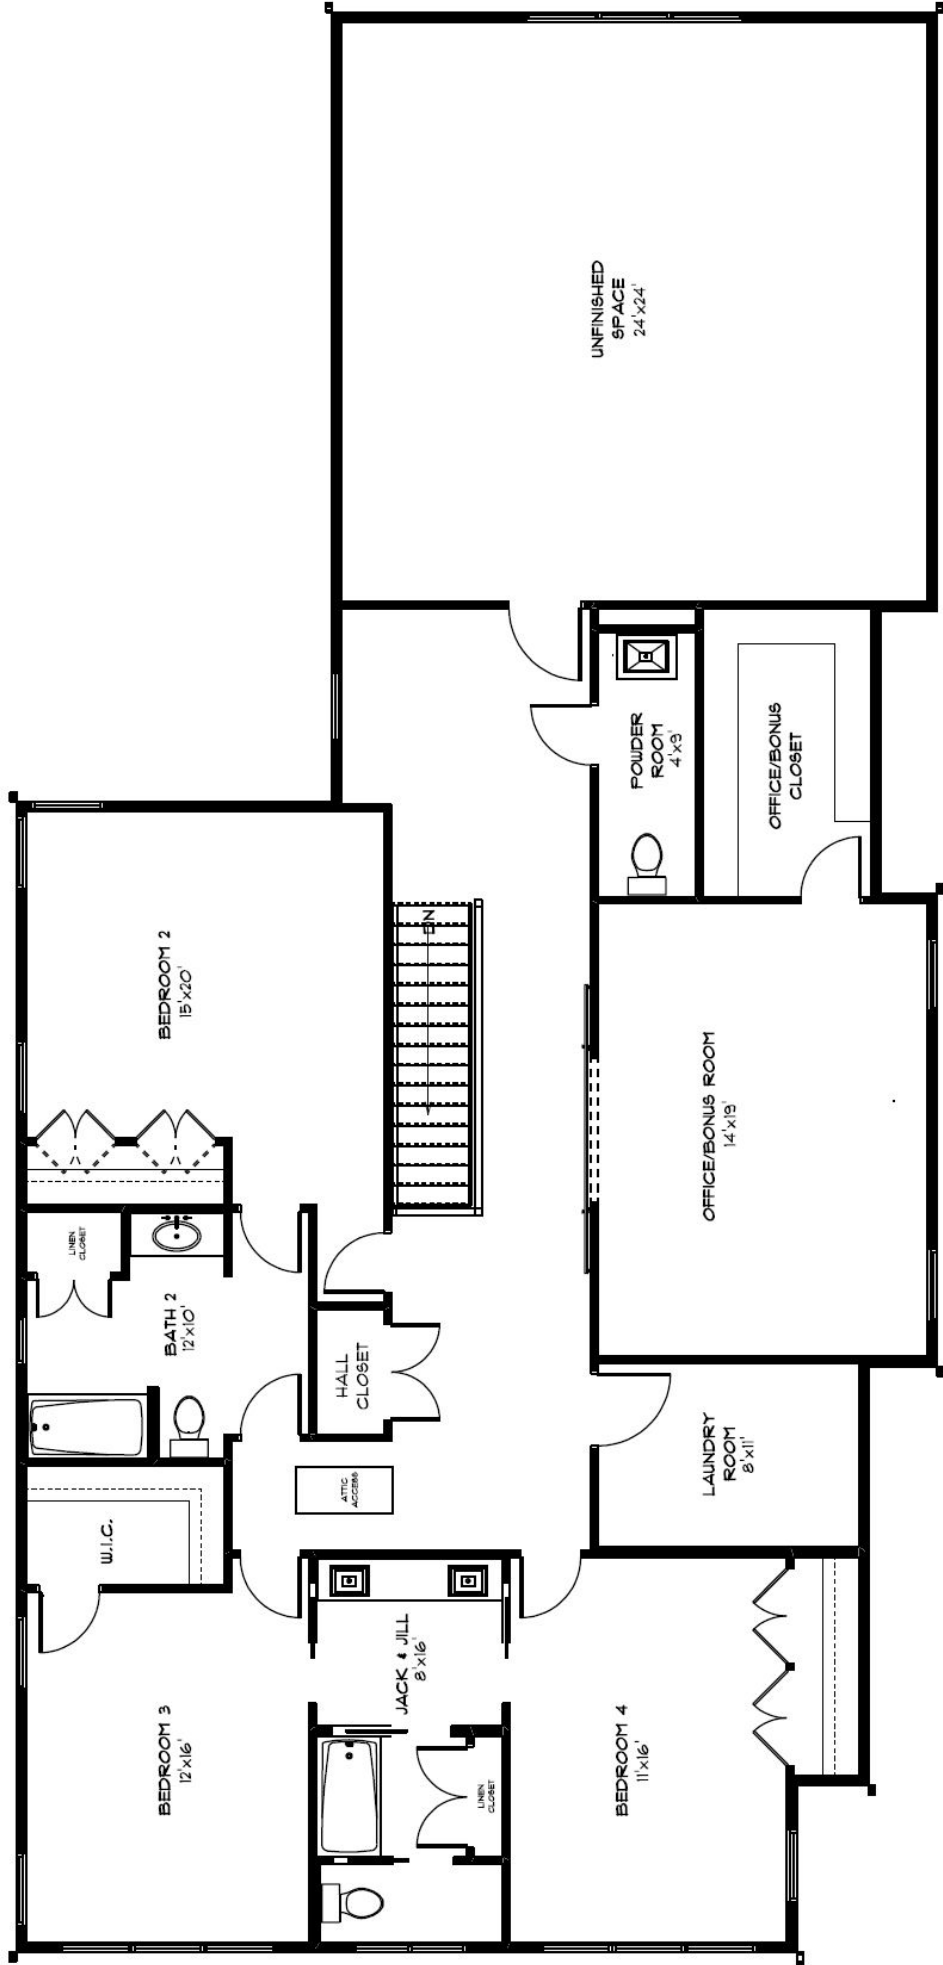 UNFINISHED
SPACE
24'x24'
POWDER
ROOM
4'x9'
OFFICE/BONUS
CLOSET
BEDROOM 2
15'x20'
DN
OFFICE/BONUS ROOM
14'x19'
LINEN
CLOSET
BATH 2
12'x10'
HALL
CLOSET
LAUNDRY
ROOM
8'x11'
ATTIC
ACCESS
W.I.C.
JACK & JILL
8'x16'
BEDROOM 3
12'x16'
BEDROOM 4
11'x16'
LINEN
CLOSET